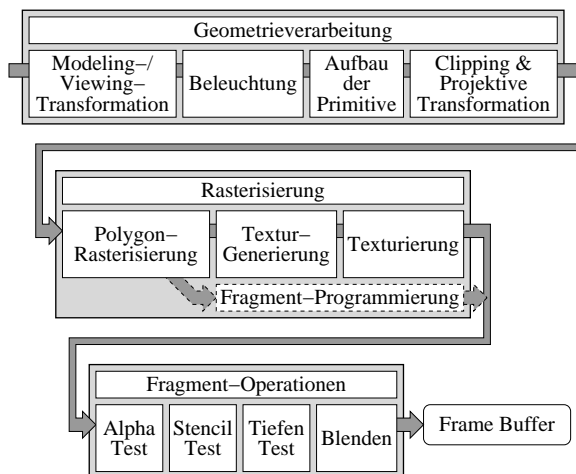 Geometrieverarbeitung
Modeling–/
Viewing–
Transformation
Beleuchtung
Aufbau
der
Primitive
Clipping &
Projektive
Transformation
Rasterisierung
Polygon–
Rasterisierung
Textur–
Generierung
Texturierung
Fragment–Programmierung
Fragment–Operationen
Alpha
Test
Stencil
Test
Tiefen
Test
Blenden
Frame Buffer